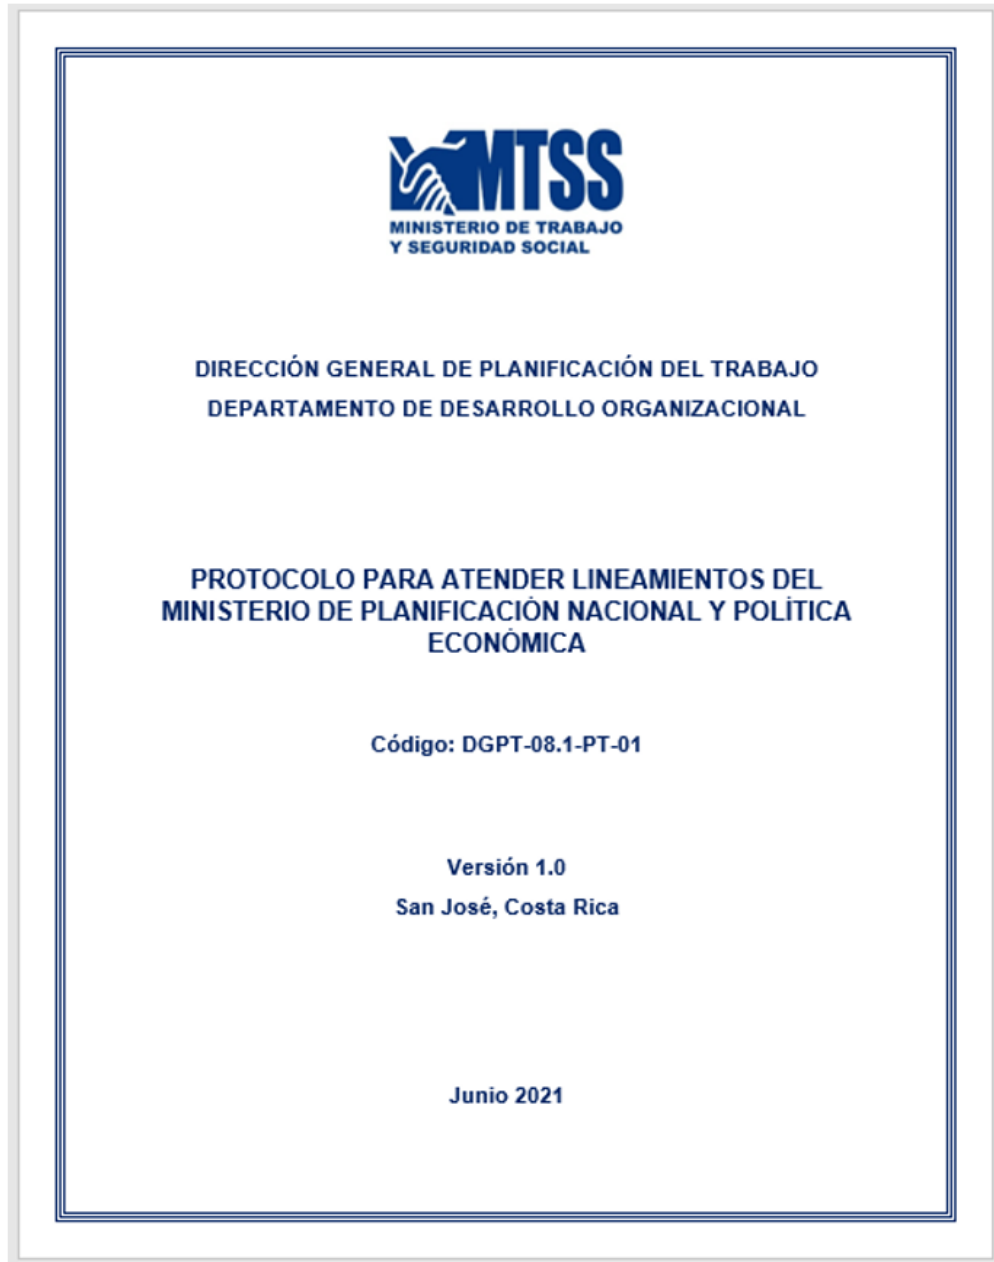 MTSS
MINISTERIO DE TRABAJO
Y SEGURIDAD SOCIAL
DIRECCIÓN GENERAL DE PLANIFICACIÓN DEL TRABAJO
DEPARTAMENTO DE DESARROLLO ORGANIZACIONAL
PROTOCOLO PARA ATENDER LINEAMIENTOS DEL
MINISTERIO DE PLANIFICACIÓN NACIONAL Y POLÍTICA
ECONÓMICA
Código: DGPT-08.1-PT-01
Versión 1.0
San José, Costa Rica
Junio 2021